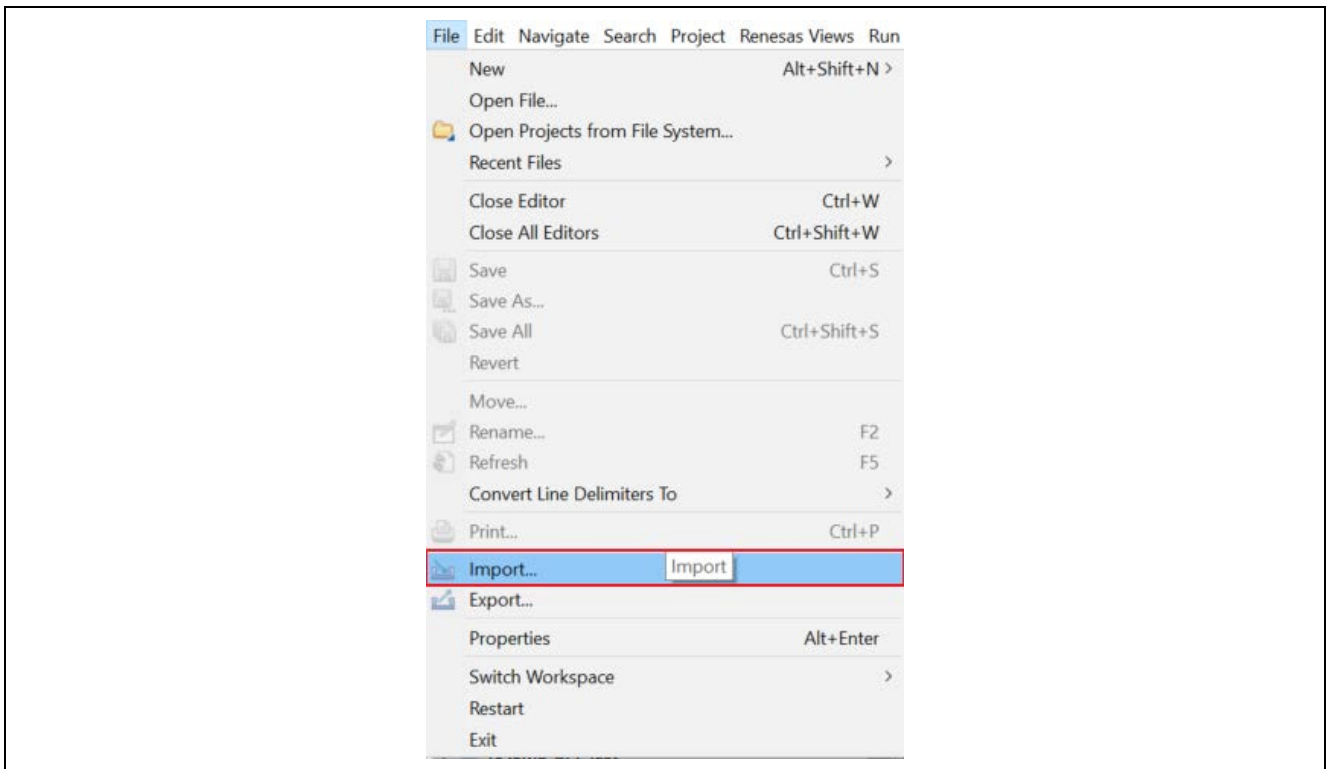 File Edit Navigate Search Project Renesas Views Run
New Alt+Shift+N >
Open File...
Open Projects from File System...
Recent Files >
Close Editor Ctrl+W
Close All Editors Ctrl+Shift+W
Save Ctrl+S
Save As...
Save All Ctrl+Shift+S
Revert
Move...
Rename... F2
Refresh F5
Convert Line Delimiters To >
Print... Ctrl+P
Import... Import
Export...
Properties Alt+Enter
Switch Workspace >
Restart
Exit